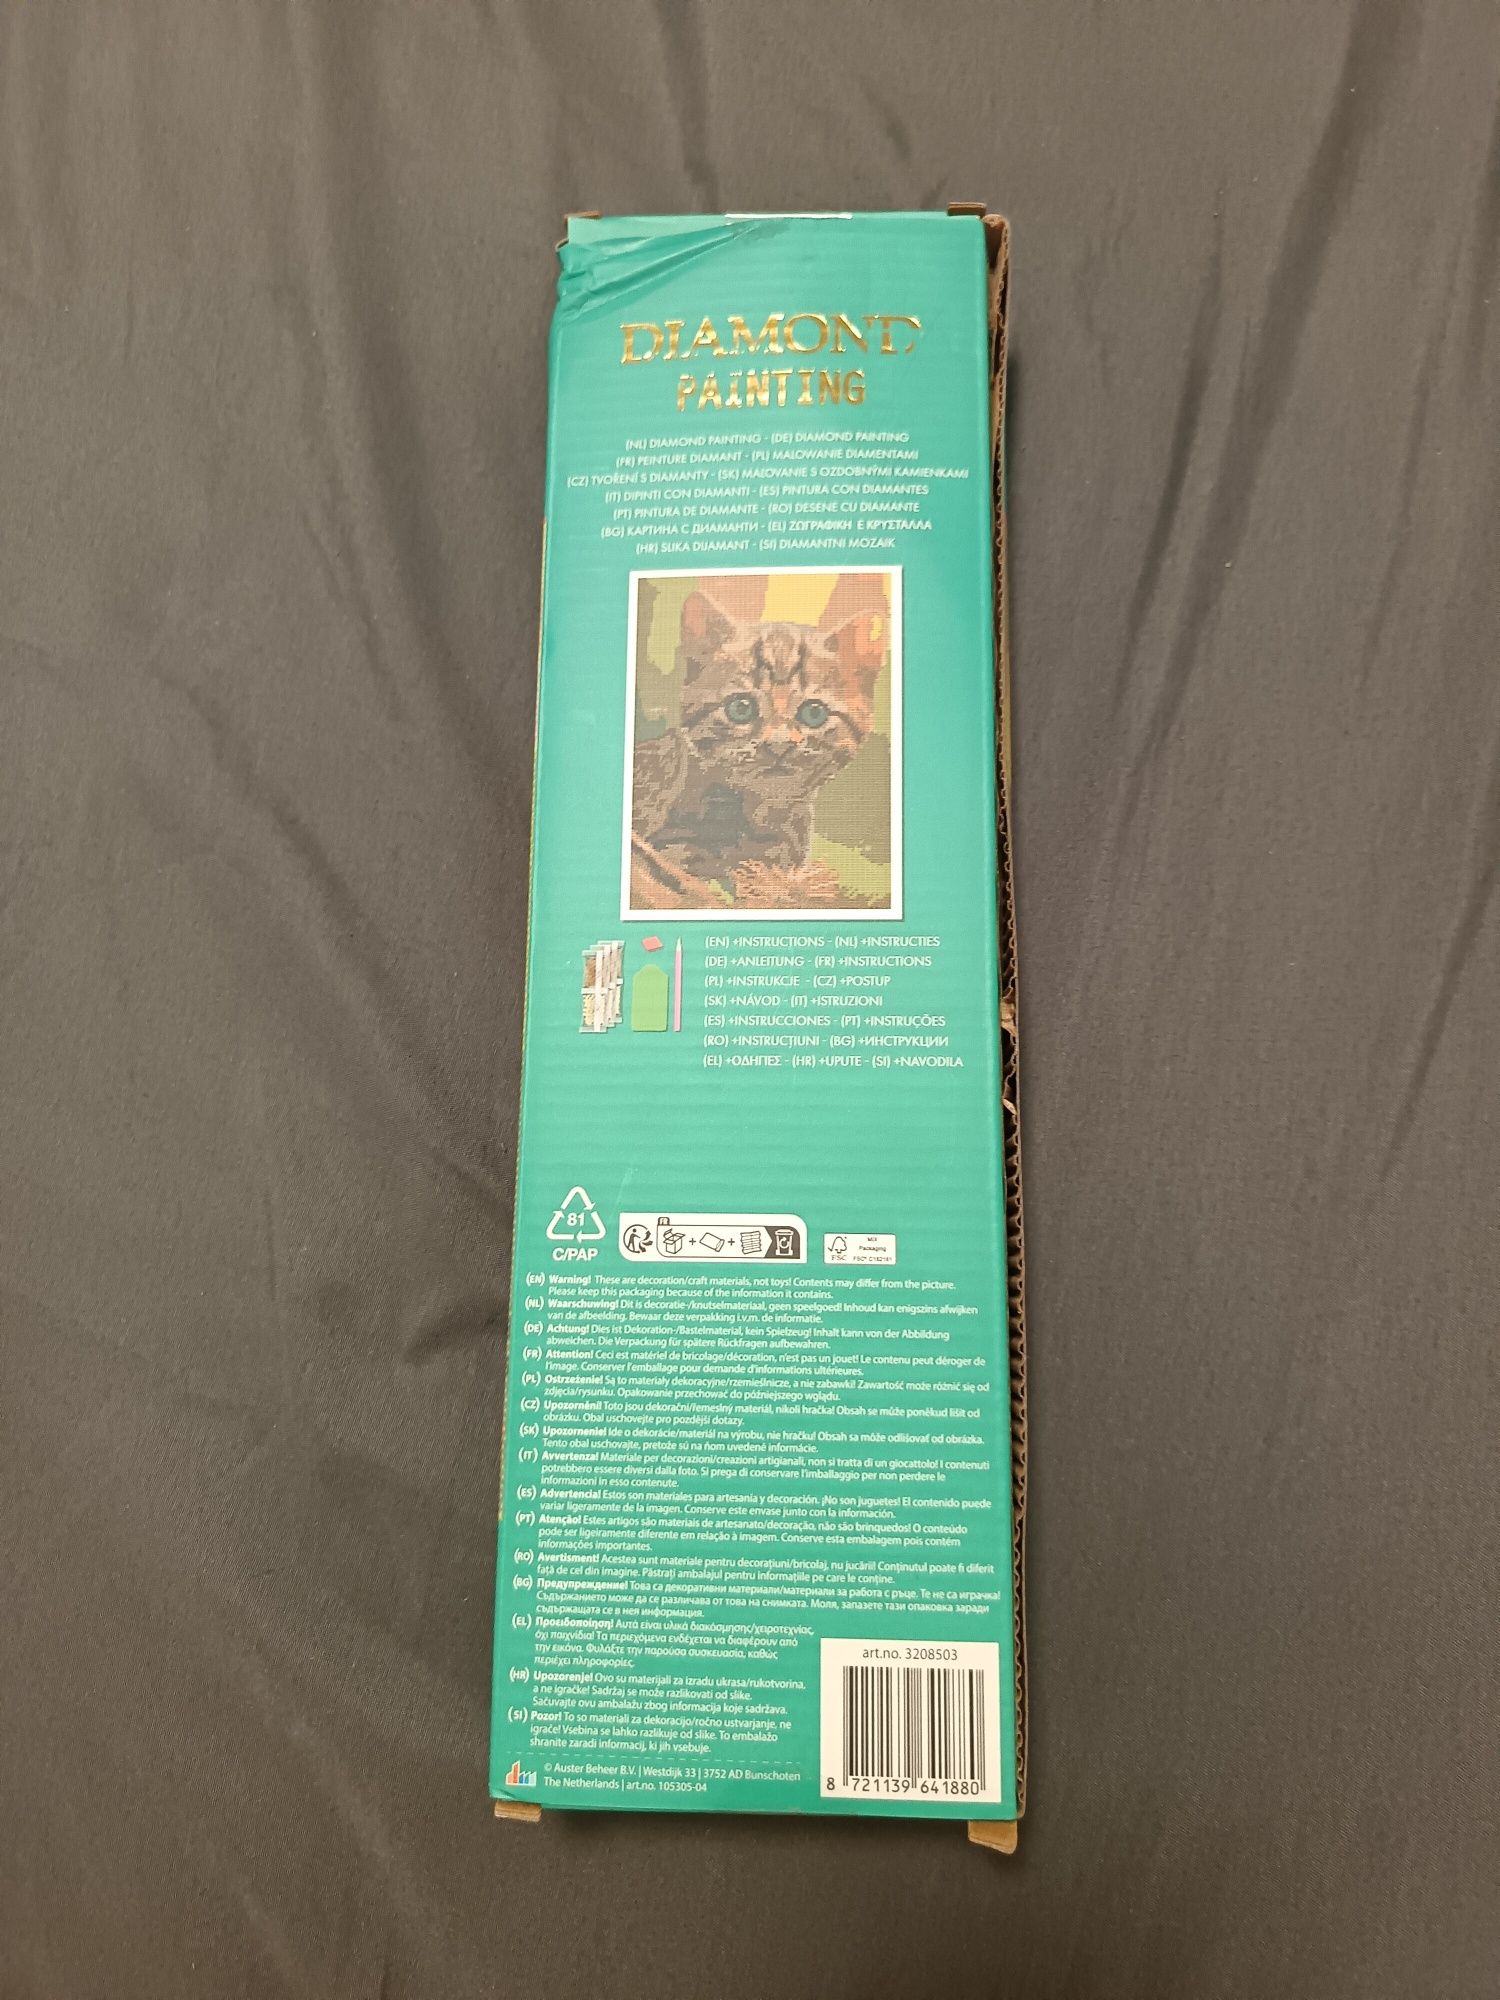 DIAMOND
PAINTING
(NL) DIAMOND PAINTING - (DE) DIAMOND PAINTING
(FR) PEINTURE DIAMANT - (PL) MALOWANIE DIAMENTAMI
(CZ) TVOŘENÍ S DIAMANTY - (SK) MAĽOVANIE S OZDOBNÝMI KAMIENKAMI
(IT) DIPINTI CON DIAMANTI - (ES) PINTURA CON DIAMANTES
(PT) PINTURA DE DIAMANTE - (RO) DESENE CU DIAMANTE
(BG) КАРТИНА С ДИАМАНТИ - (EL) ΖΩΓΡΑΦΙΚΗ Ε ΚΡΥΣΤΑΛΛΑ
(HR) SLIKA DIJAMANT - (SI) DIAMANTNI MOZAIK
(EN) +INSTRUCTIONS - (NL) +INSTRUCTIES
(DE) +ANLEITUNG - (FR) +INSTRUCTIONS
(PL) +INSTRUKCJE - (CZ) +POSTUP
(SK) +NÁVOD - (IT) +ISTRUZIONI
(ES) +INSTRUCCIONES - (PT) +INSTRUÇÕES
(RO) +INSTRUCȚIUNI - (BG) +ИНСТРУКЦИИ
(EL) +ΟΔΗΓΙΕΣ - (HR) +UPUTE - (SI) +NAVODILA
81
C/PAP
FR
FSC
MIX
Packaging
FSC® C162161
(EN) Warning! These are decoration/craft materials, not toys! Contents may differ from the picture.
Please keep this packaging because of the information it contains.
(NL) Waarschuwing! Dit is decoratie-/knutselmateriaal, geen speelgoed! Inhoud kan enigszins afwijken
van de afbeelding. Bewaar deze verpakking i.v.m. de informatie.
(DE) Achtung! Dies ist Dekoration-/Bastelmaterial, kein Spielzeug! Inhalt kann von der Abbildung
abweichen. Die Verpackung für spätere Rückfragen aufbewahren.
(FR) Attention! Ceci est matériel de bricolage/décoration, n'est pas un jouet! Le contenu peut déroger de
l'image. Conserver l'emballage pour demande d'informations ultérieures.
(PL) Ostrzeżenie! Są to materiały dekoracyjne/rzemieślnicze, a nie zabawki! Zawartość może różnić się od
zdjęcia/rysunku. Opakowanie przechować do późniejszego wglądu.
(CZ) Upozornění! Toto jsou dekorační/řemeslný materiál, nikoli hračka! Obsah se může poněkud lišit od
obrázku. Obal uschovejte pro pozdější dotazy.
(SK) Upozornenie! Ide o dekorácie/materiál na výrobu, nie hračku! Obsah sa môže odlišovať od obrázka.
Tento obal uschovajte, pretože sú na ňom uvedené informácie.
(IT) Avvertenza! Materiale per decorazioni/creazioni artigianali, non si tratta di un giocattolo! I contenuti
potrebbero essere diversi dalla foto. Si prega di conservare l'imballaggio per non perdere le
informazioni in esso contenute.
(ES) Advertencia! Estos son materiales para artesanía y decoración. ¡No son juguetes! El contenido puede
variar ligeramente de la imagen. Conserve este envase junto con la información.
(PT) Atenção! Estes artigos são materiais de artesanato/decoração, não são brinquedos! O conteúdo
pode ser ligeiramente diferente em relação à imagem. Conserve esta embalagem pois contém
informações importantes.
(RO) Avertisment! Acestea sunt materiale pentru decorațiuni/bricolaj, nu jucării! Conținutul poate fi diferit
față de cel din imagine. Păstrați ambalajul pentru informațiile pe care le conține.
(BG) Предупреждение! Това са декоративни материали/материали за работа с ръце. Те не са играчка!
Съдържанието може да се различава от това на снимката. Моля, запазете тази опаковка заради
съдържащата се в нея информация.
(EL) Προειδοποίηση! Αυτά είναι υλικά διακόσμησης/χειροτεχνίας,
όχι παιχνίδια! Τα περιεχόμενα ενδέχεται να διαφέρουν από
την εικόνα. Φυλάξτε την παρούσα συσκευασία, καθώς
περιέχει πληροφορίες.
(HR) Upozorenje! Ovo su materijali za izradu ukrasa/rukotvorina,
a ne igračke! Sadržaj se može razlikovati od slike.
Sačuvajte ovu ambalažu zbog informacija koje sadržava.
(SI) Pozor! To so materiali za dekoracijo/ročno ustvarjanje, ne
igrače! Vsebina se lahko razlikuje od slike. To embalažo
shranite zaradi informacij, ki jih vsebuje.
© Auster Beheer B.V. | Westdijk 33 | 3752 AD Bunschoten
The Netherlands | art.no. 105305-04
art.no. 3208503
8 721139 641880